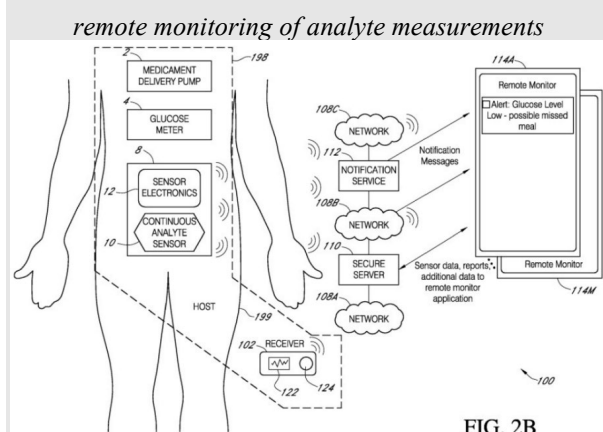 remote monitoring of analyte measurements
2
198
MEDICAMENT
DELIVERY PUMP
4
GLUCOSE
METER
8
12
SENSOR
ELECTRONICS
10
CONTINUOUS
ANALYTE
SENSOR
HOST
199
102
RECEIVER
122
124
108C
NETWORK
112
NOTIFICATION
SERVICE
108B
NETWORK
110
SECURE
SERVER
108A
NETWORK
Notification
Messages
Sensor data, reports,
additional data to
remote monitor
application
114A
Remote Monitor
Alert: Glucose Level
Low - possible missed
meal
Remote Monitor
114M
100
FIG. 2B